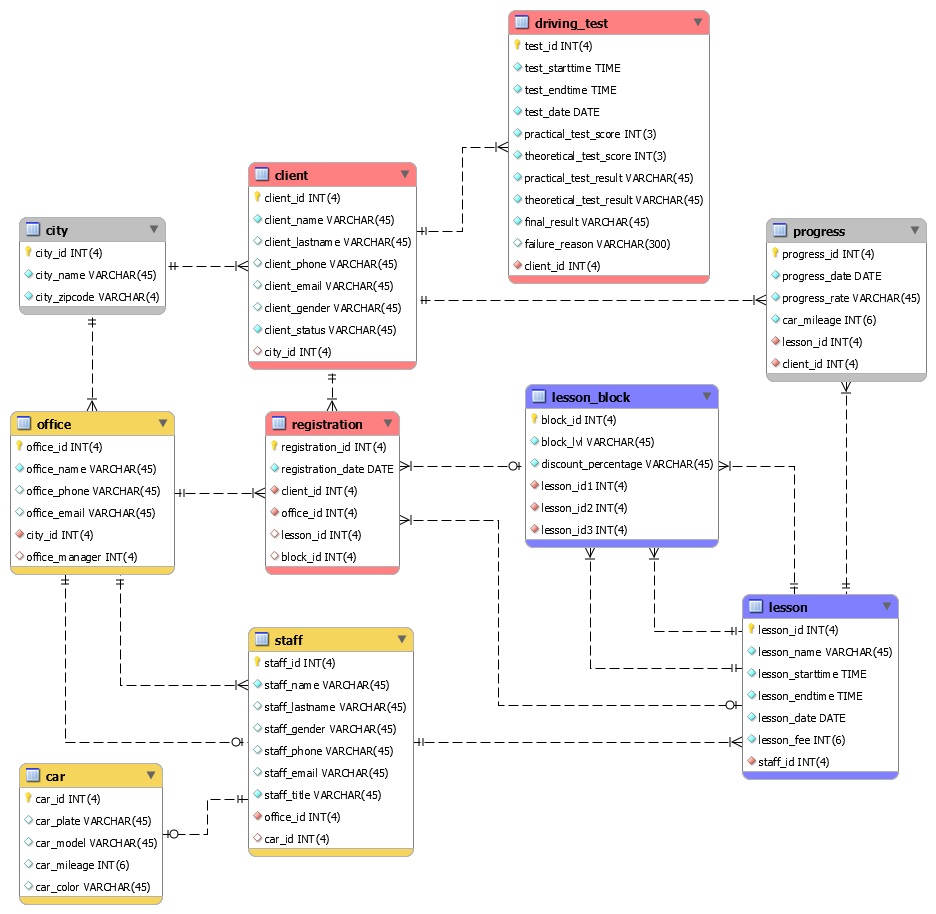 driving_test
test_id INT(4)
test_starttime TIME
test_endtime TIME
test_date DATE
practical_test_score INT(3)
theoretical_test_score INT(3)
practical_test_result VARCHAR(45)
theoretical_test_result VARCHAR(45)
final_result VARCHAR(45)
failure_reason VARCHAR(300)
client_id INT(4)
client
client_id INT(4)
client_name VARCHAR(45)
client_lastname VARCHAR(45)
client_phone VARCHAR(45)
client_email VARCHAR(45)
client_gender VARCHAR(45)
client_status VARCHAR(45)
city_id INT(4)
city
city_id INT(4)
city_name VARCHAR(45)
city_zipcode VARCHAR(4)
progress
progress_id INT(4)
progress_date DATE
progress_rate VARCHAR(45)
car_mileage INT(6)
lesson_id INT(4)
client_id INT(4)
office
office_id INT(4)
office_name VARCHAR(45)
office_phone VARCHAR(45)
office_email VARCHAR(45)
city_id INT(4)
office_manager INT(4)
registration
registration_id INT(4)
registration_date DATE
client_id INT(4)
office_id INT(4)
lesson_id INT(4)
block_id INT(4)
lesson_block
block_id INT(4)
block_lvl VARCHAR(45)
discount_percentage VARCHAR(45)
lesson_id1 INT(4)
lesson_id2 INT(4)
lesson_id3 INT(4)
lesson
lesson_id INT(4)
lesson_name VARCHAR(45)
lesson_starttime TIME
lesson_endtime TIME
lesson_date DATE
lesson_fee INT(6)
staff_id INT(4)
staff
staff_id INT(4)
staff_name VARCHAR(45)
staff_lastname VARCHAR(45)
staff_gender VARCHAR(45)
staff_phone VARCHAR(45)
staff_email VARCHAR(45)
staff_title VARCHAR(45)
office_id INT(4)
car_id INT(4)
car
car_id INT(4)
car_plate VARCHAR(45)
car_model VARCHAR(45)
car_mileage INT(6)
car_color VARCHAR(45)